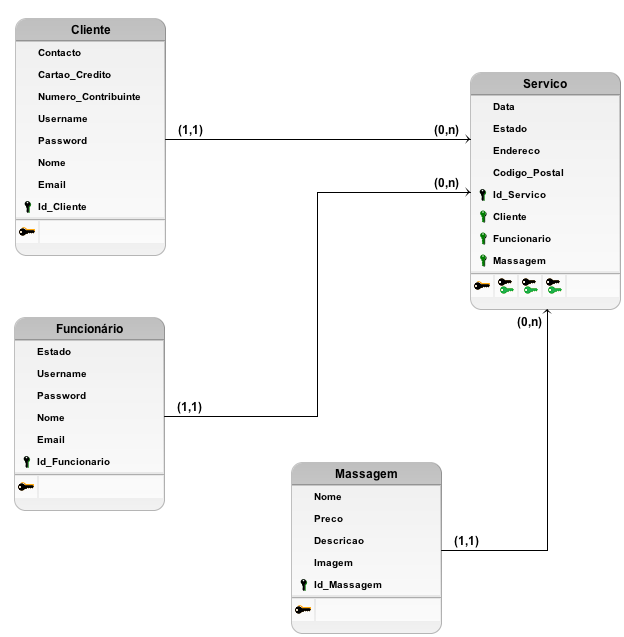 Cliente
Contacto
Cartao_Credito
Numero_Contribuinte
Username
Password
Nome
Email
Id_Cliente
(1,1)
(0,n)
Servico
Data
Estado
Endereco
Codigo_Postal
Id_Servico
Cliente
Funcionario
Massagem
(0,n)
(0,n)
Funcionário
Estado
Username
Password
Nome
Email
Id_Funcionario
(1,1)
Massagem
Nome
Preco
Descricao
Imagem
Id_Massagem
(1,1)